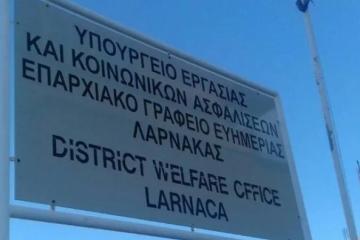 ΥΠΟΥΡΓΕΙΟ ΕΡΓΑΣΙΑΣ
ΚΑΙ ΚΟΙΝΩΝΙΚΩΝ ΑΣΦΑΛΙΣΕΩΝ
ΕΠΑΡΧΙΑΚΟ ΓΡΑΦΕΙΟ ΕΥΗΜΕΡΙΑΣ
ΛΑΡΝΑΚΑΣ
DISTRICT WELFARE OFFICE
LARNACA